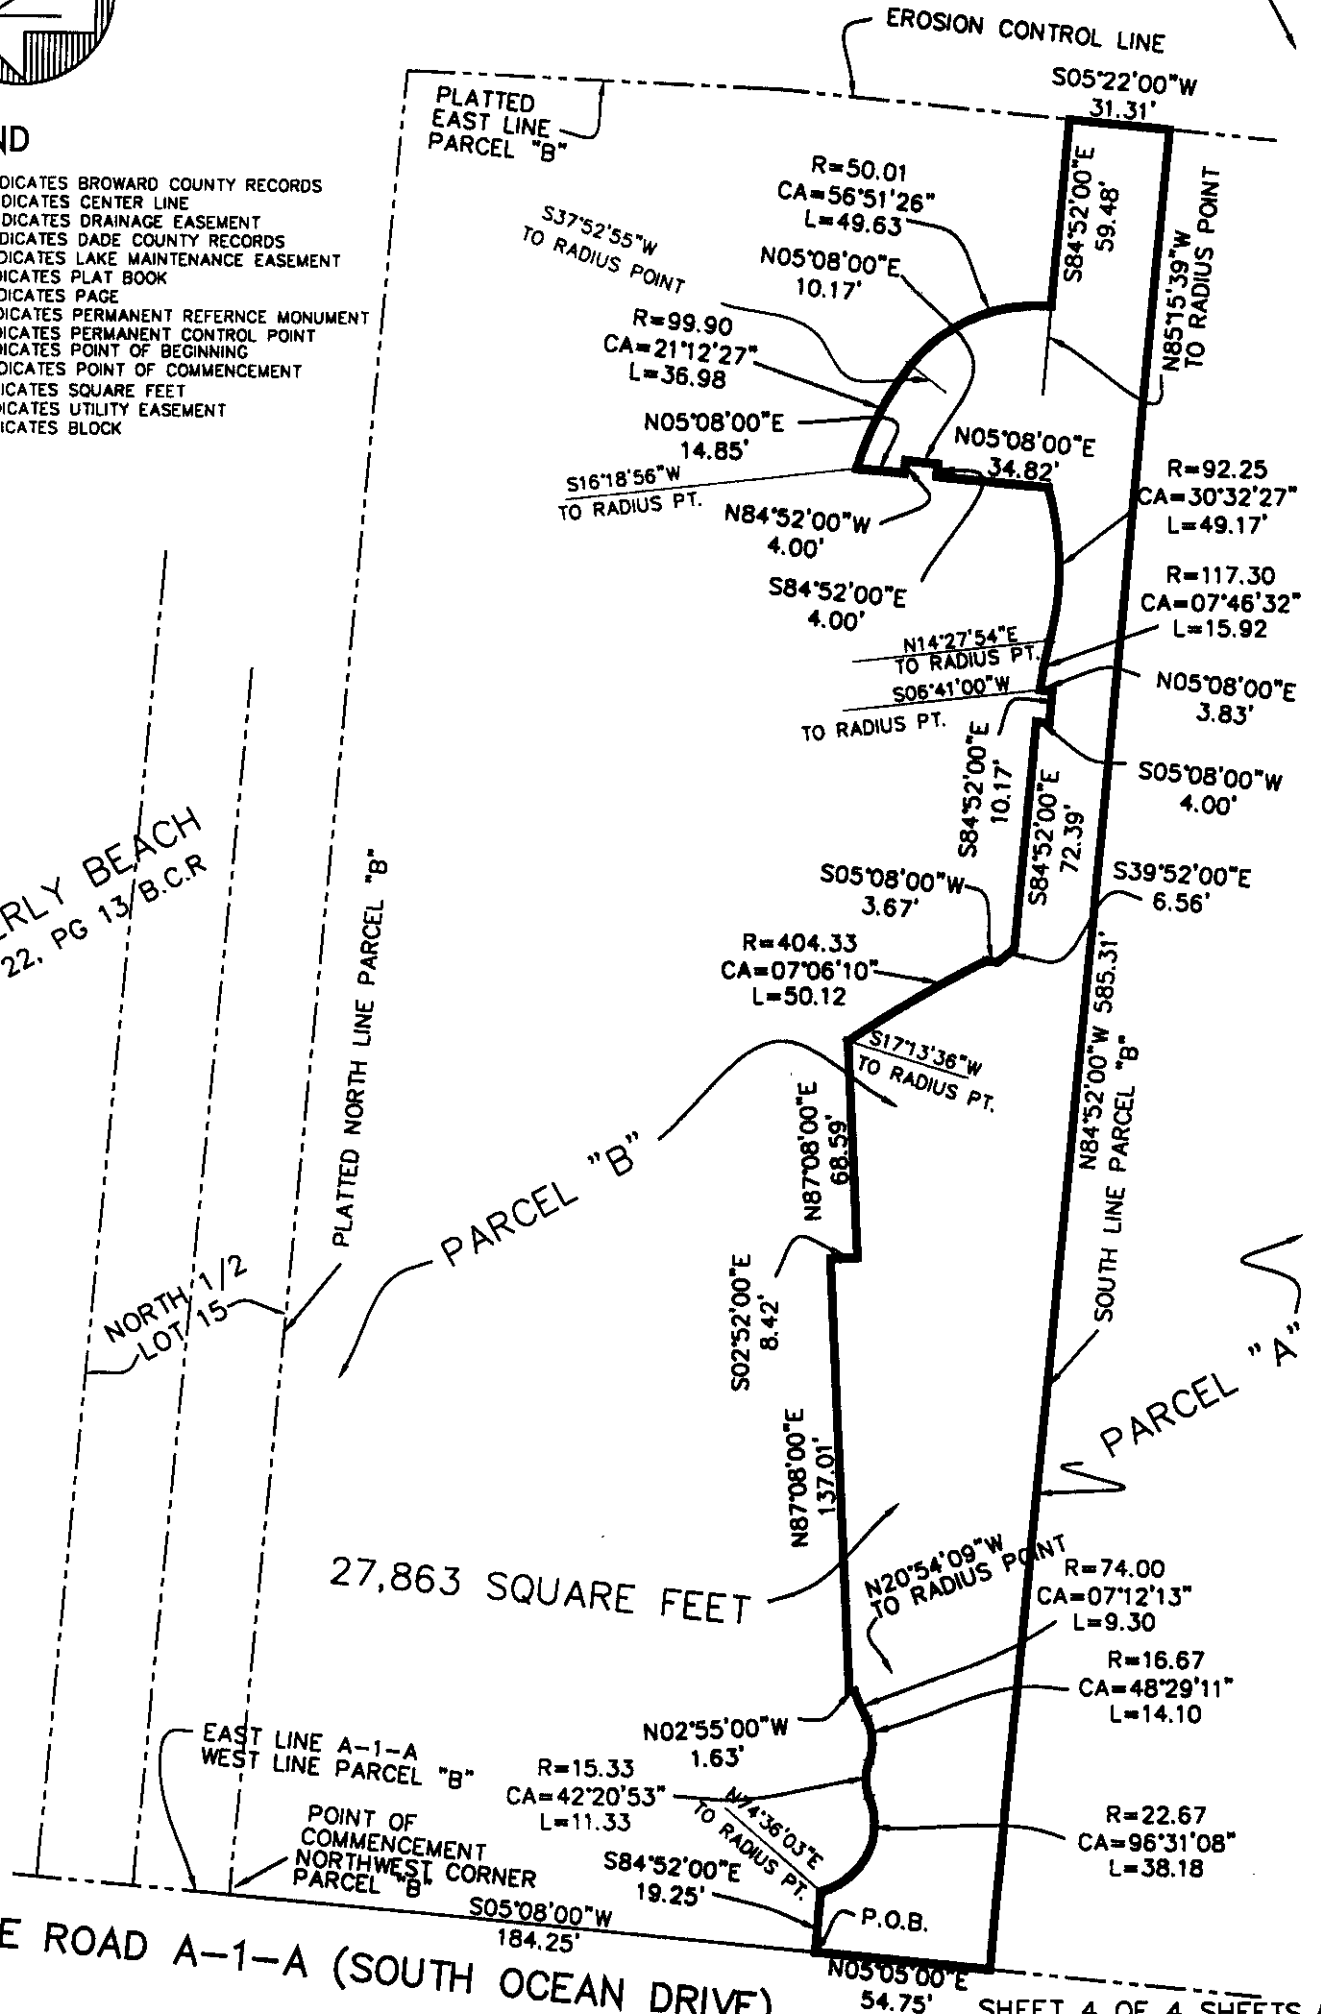 EROSION CONTROL LINE
S05°22'00"W
31.31'
PLATTED
EAST LINE
PARCEL "B"
ND
DICATES BROWARD COUNTY RECORDS
DICATES CENTER LINE
DICATES DRAINAGE EASEMENT
DICATES DADE COUNTY RECORDS
DICATES LAKE MAINTENANCE EASEMENT
DICATES PLAT BOOK
DICATES PAGE
DICATES PERMANENT REFERNCE MONUMENT
DICATES PERMANENT CONTROL POINT
DICATES POINT OF BEGINNING
DICATES POINT OF COMMENCEMENT
DICATES SQUARE FEET
DICATES UTILITY EASEMENT
DICATES BLOCK
R=50.01
CA=56°51'26"
L=49.63
S84°52'00"E
59.48'
N85°15'39"W
TO RADIUS POINT
S37°52'55"W
TO RADIUS POINT
N05°08'00"E
10.17'
R=99.90
CA=21°12'27"
L=36.98
N05°08'00"E
14.85'
N05°08'00"E
34.82'
S16°18'56"W
TO RADIUS PT.
N84°52'00"W
4.00'
R=92.25
CA=30°32'27"
L=49.17'
S84°52'00"E
4.00'
R=117.30
CA=07°46'32"
L=15.92
N14°27'54"E
TO RADIUS PT.
S06°41'00"W
TO RADIUS PT.
N05°08'00"E
3.83'
S84°52'00"E
10.17'
S05°08'00"W
4.00'
S84°52'00"E
72.39'
S05°08'00"W
3.67'
S39°52'00"E
6.56'
ERLY BEACH
22, PG 13 B.C.R
R=404.33
CA=07°06'10"
L=50.12
S17°13'36"W
TO RADIUS PT.
N84°52'00"W 585.31'
SOUTH LINE PARCEL "B"
PLATTED NORTH LINE PARCEL "B"
N87°08'00"E
68.59'
PARCEL "B"
S02°52'00"E
8.42'
NORTH 1/2
LOT 15
PARCEL "A"
N87°08'00"E
137.01'
27,863 SQUARE FEET
N20°54'09"W
TO RADIUS POINT
R=74.00
CA=07°12'13"
L=9.30
R=16.67
CA=48°29'11"
L=14.10
N02°55'00"W
1.63'
EAST LINE A-1-A
WEST LINE PARCEL "B"
R=15.33
CA=42°20'53"
L=11.33
N74°36'03"E
TO RADIUS PT.
R=22.67
CA=96°31'08"
L=38.18
POINT OF
COMMENCEMENT
NORTHWEST CORNER
PARCEL "B"
S84°52'00"E
19.25'
S05°08'00"W
184.25'
P.O.B.
E ROAD A-1-A (SOUTH OCEAN DRIVE)
N05°05'00"E
54.75'
SHEET 4 OF 4 SHEETS